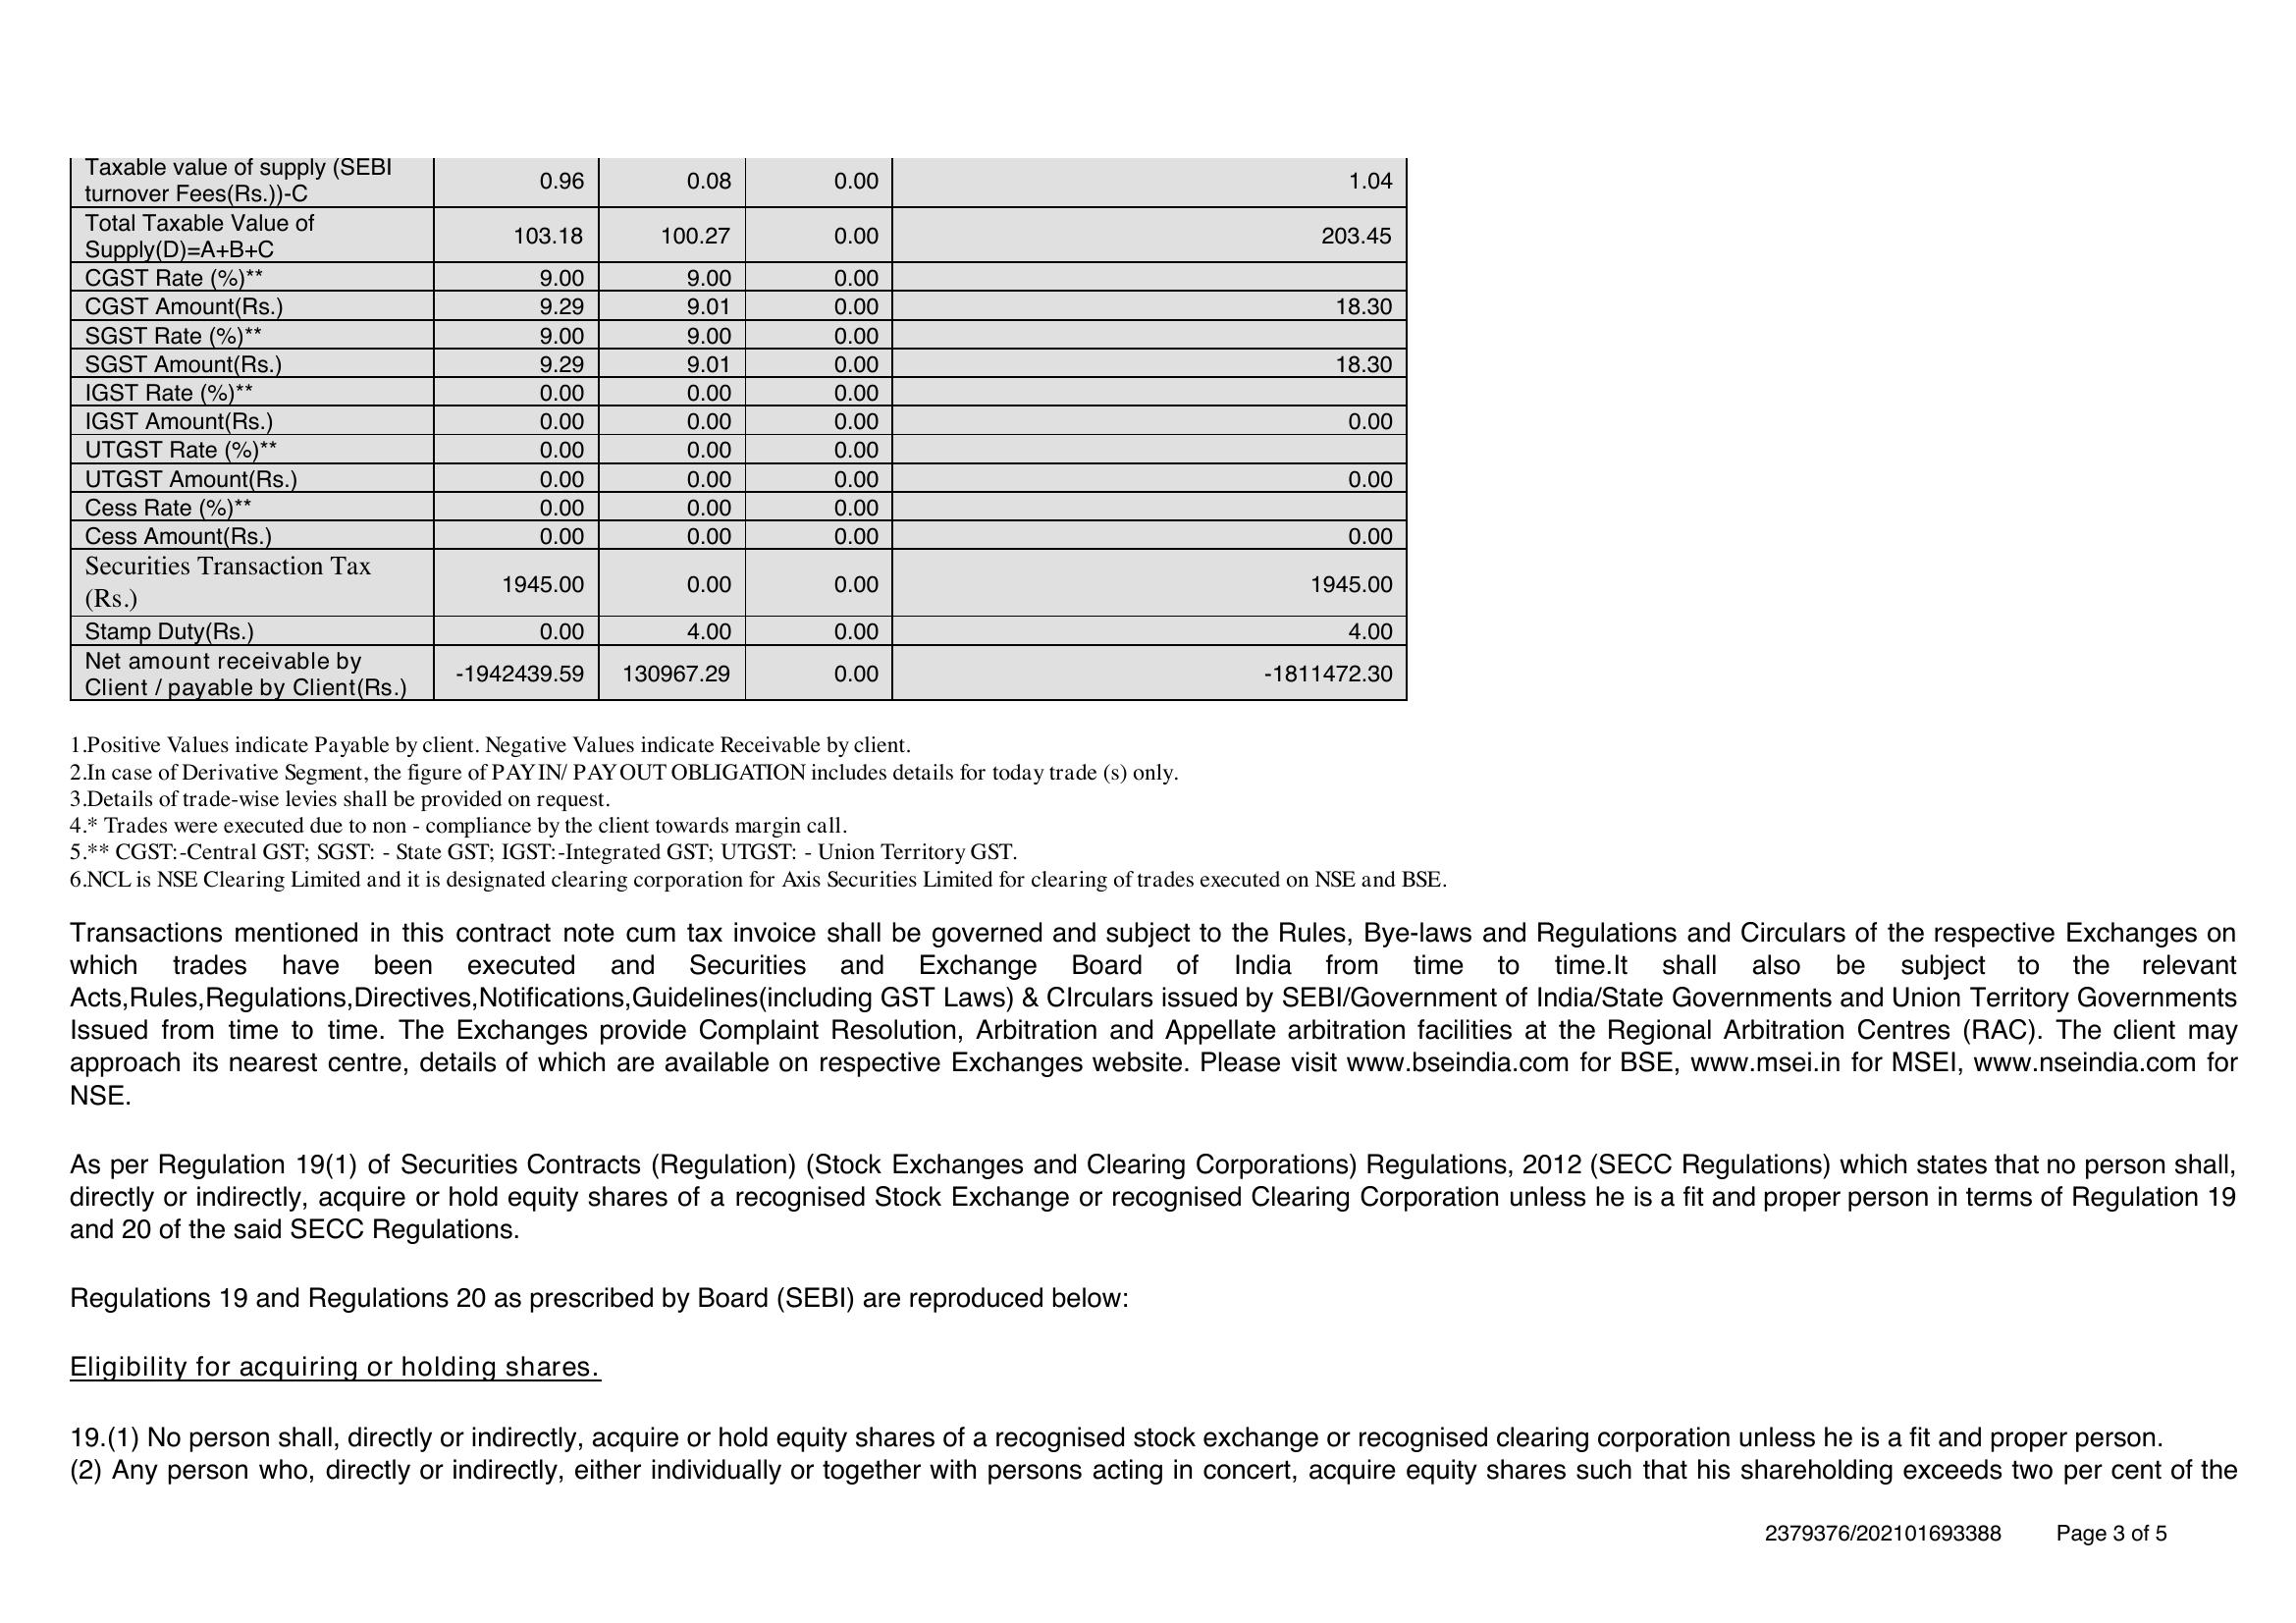 Taxable value of supply (SEBI
turnover Fees(Rs.))-C 0.96 0.08 0.00 1.04
Total Taxable Value of
Supply(D)=A+B+C 103.18 100.27 0.00 203.45
CGST Rate (%)** 9.00 9.00 0.00
CGST Amount(Rs.) 9.29 9.01 0.00 18.30
SGST Rate (%)** 9.00 9.00 0.00
SGST Amount(Rs.) 9.29 9.01 0.00 18.30
IGST Rate (%)** 0.00 0.00 0.00
IGST Amount(Rs.) 0.00 0.00 0.00 0.00
UTGST Rate (%)** 0.00 0.00 0.00
UTGST Amount(Rs.) 0.00 0.00 0.00 0.00
Cess Rate (%)** 0.00 0.00 0.00
Cess Amount(Rs.) 0.00 0.00 0.00 0.00
Securities Transaction Tax
(Rs.) 1945.00 0.00 0.00 1945.00
Stamp Duty(Rs.) 0.00 4.00 0.00 4.00
Net amount receivable by
Client / payable by Client(Rs.) -1942439.59 130967.29 0.00 -1811472.30
1.Positive Values indicate Payable by client. Negative Values indicate Receivable by client.
2.In case of Derivative Segment, the figure of PAYIN/ PAYOUT OBLIGATION includes details for today trade (s) only.
3.Details of trade-wise levies shall be provided on request.
4.* Trades were executed due to non - compliance by the client towards margin call.
5.** CGST:-Central GST; SGST: - State GST; IGST:-Integrated GST; UTGST: - Union Territory GST.
6.NCL is NSE Clearing Limited and it is designated clearing corporation for Axis Securities Limited for clearing of trades executed on NSE and BSE.
Transactions mentioned in this contract note cum tax invoice shall be governed and subject to the Rules, Bye-laws and Regulations and Circulars of the respective Exchanges on
which trades have been executed and Securities and Exchange Board of India from time to time.It shall also be subject to the relevant
Acts,Rules,Regulations,Directives,Notifications,Guidelines(including GST Laws) & CIrculars issued by SEBI/Government of India/State Governments and Union Territory Governments
Issued from time to time. The Exchanges provide Complaint Resolution, Arbitration and Appellate arbitration facilities at the Regional Arbitration Centres (RAC). The client may
approach its nearest centre, details of which are available on respective Exchanges website. Please visit www.bseindia.com for BSE, www.msei.in for MSEI, www.nseindia.com for
NSE.
As per Regulation 19(1) of Securities Contracts (Regulation) (Stock Exchanges and Clearing Corporations) Regulations, 2012 (SECC Regulations) which states that no person shall,
directly or indirectly, acquire or hold equity shares of a recognised Stock Exchange or recognised Clearing Corporation unless he is a fit and proper person in terms of Regulation 19
and 20 of the said SECC Regulations.
Regulations 19 and Regulations 20 as prescribed by Board (SEBI) are reproduced below:
Eligibility for acquiring or holding shares.
19.(1) No person shall, directly or indirectly, acquire or hold equity shares of a recognised stock exchange or recognised clearing corporation unless he is a fit and proper person.
(2) Any person who, directly or indirectly, either individually or together with persons acting in concert, acquire equity shares such that his shareholding exceeds two per cent of the
2379376/202101693388 Page 3 of 5